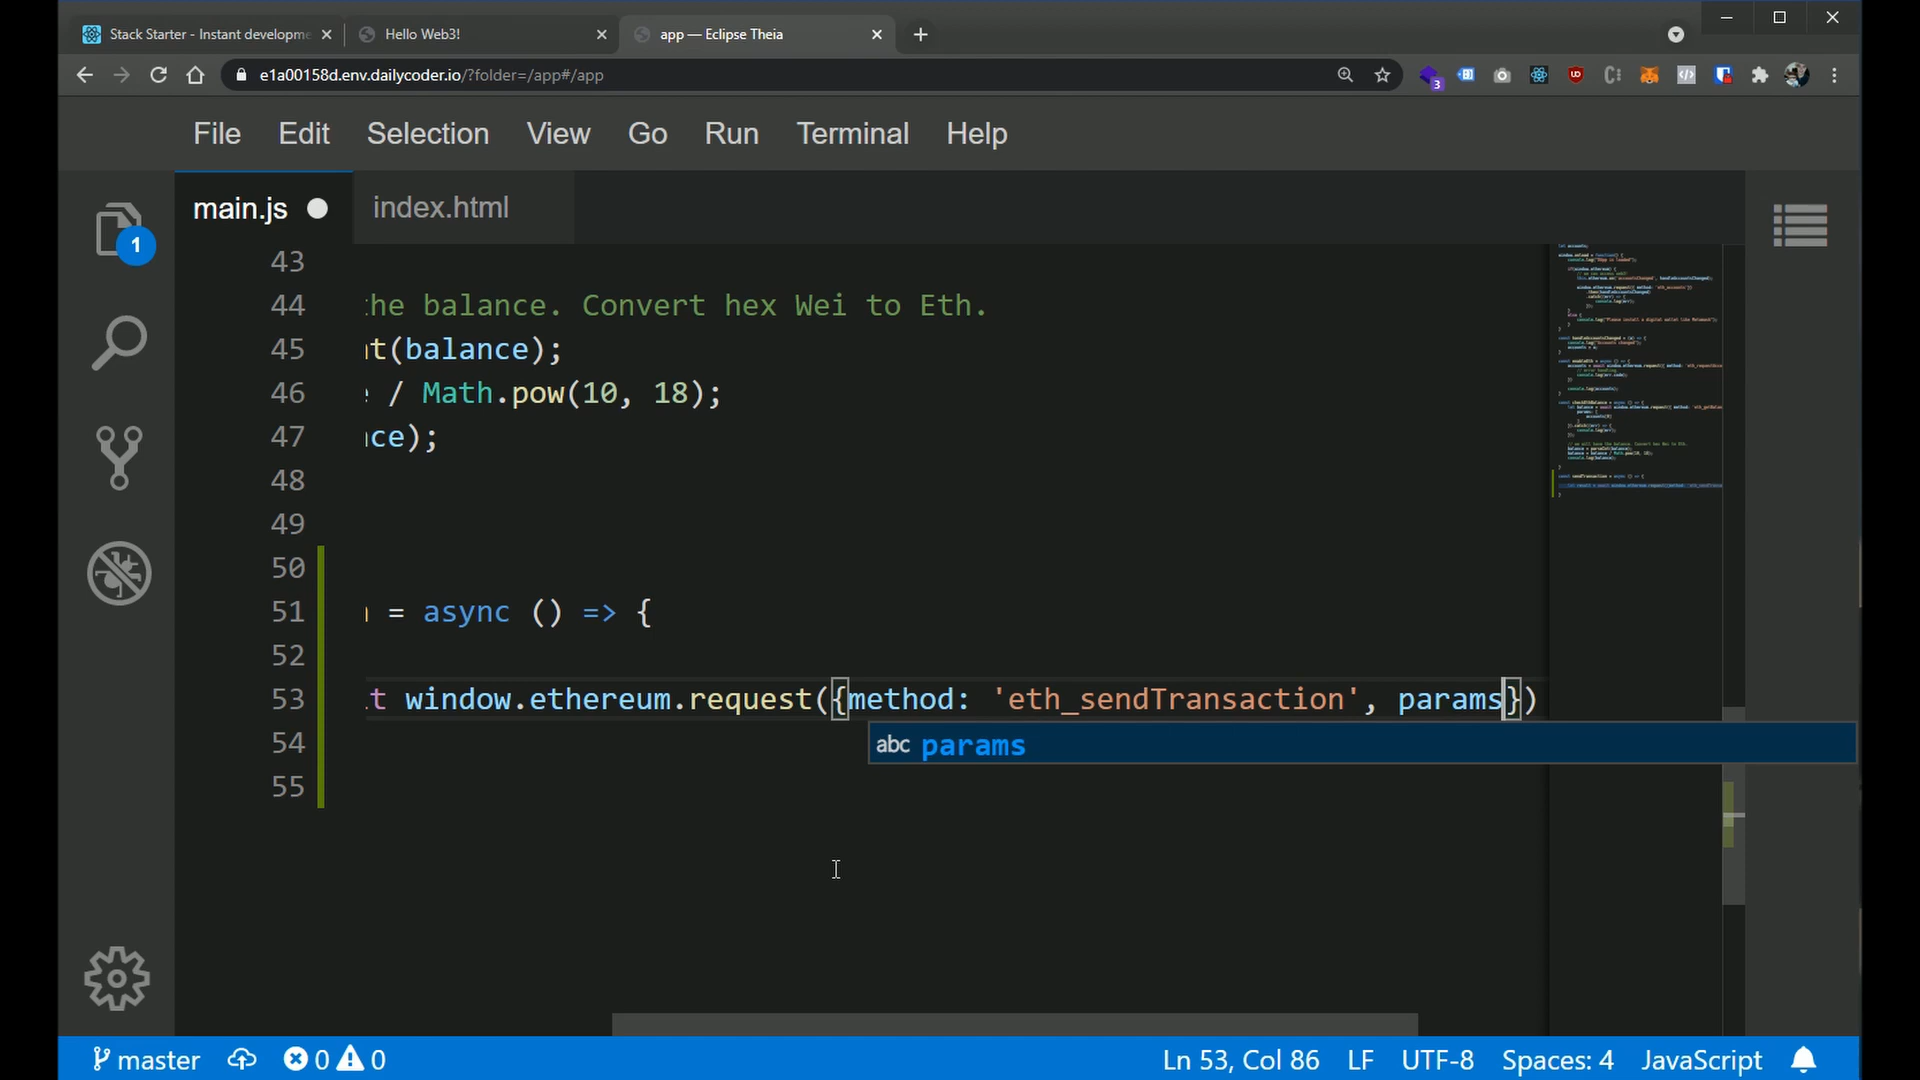 Stack Starter - Instant developme
Hello Web3!
app — Eclipse Theia
e1a00158d.env.dailycoder.io/?folder=/app#/app
3
File Edit Selection View Go Run Terminal Help
main.js
index.html
1
43
44 he balance. Convert hex Wei to Eth.
45 t(balance);
46 / Math.pow(10, 18);
47 ce);
48
49
50
51 = async () => {
52
53 t window.ethereum.request({method: 'eth_sendTransaction', params})
54 abc params
55
master 0 0 Ln 53, Col 86 LF UTF-8 Spaces: 4 JavaScript